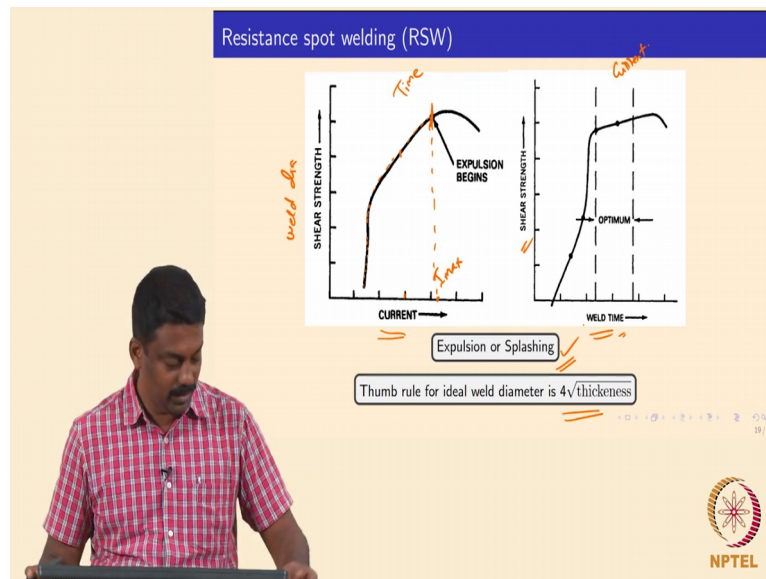 Resistance spot welding (RSW)
Time
weld dia
SHEAR STRENGTH
EXPULSION
BEGINS
Imax
CURRENT
Current
SHEAR STRENGTH
OPTIMUM
WELD TIME
Expulsion or Splashing
Thumb rule for ideal weld diameter is 4√thickeness
19/
NPTEL